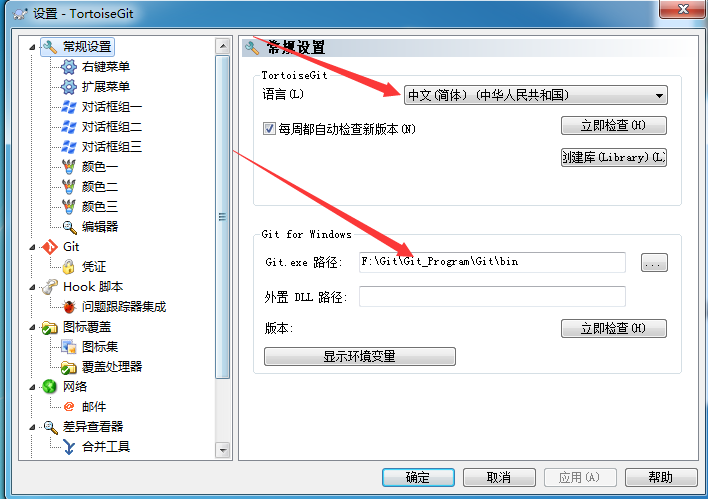 设置 - TortoiseGit
常规设置
右键菜单
扩展菜单
对话框组一
对话框组二
对话框组三
颜色一
颜色二
颜色三
编辑器
Git
凭证
Hook 脚本
问题跟踪器集成
图标覆盖
图标集
覆盖处理器
网络
邮件
差异查看器
合并工具
常规设置
TortoiseGit
语言(L)
中文(简体) (中华人民共和国)
每周都自动检查新版本(N)
立即检查(H)
创建库(Library)(L)
Git for Windows
Git.exe 路径:
F:\Git\Git_Program\Git\bin
...
外置 DLL 路径:
版本:
立即检查(H)
显示环境变量
确定
取消
应用(A)
帮助